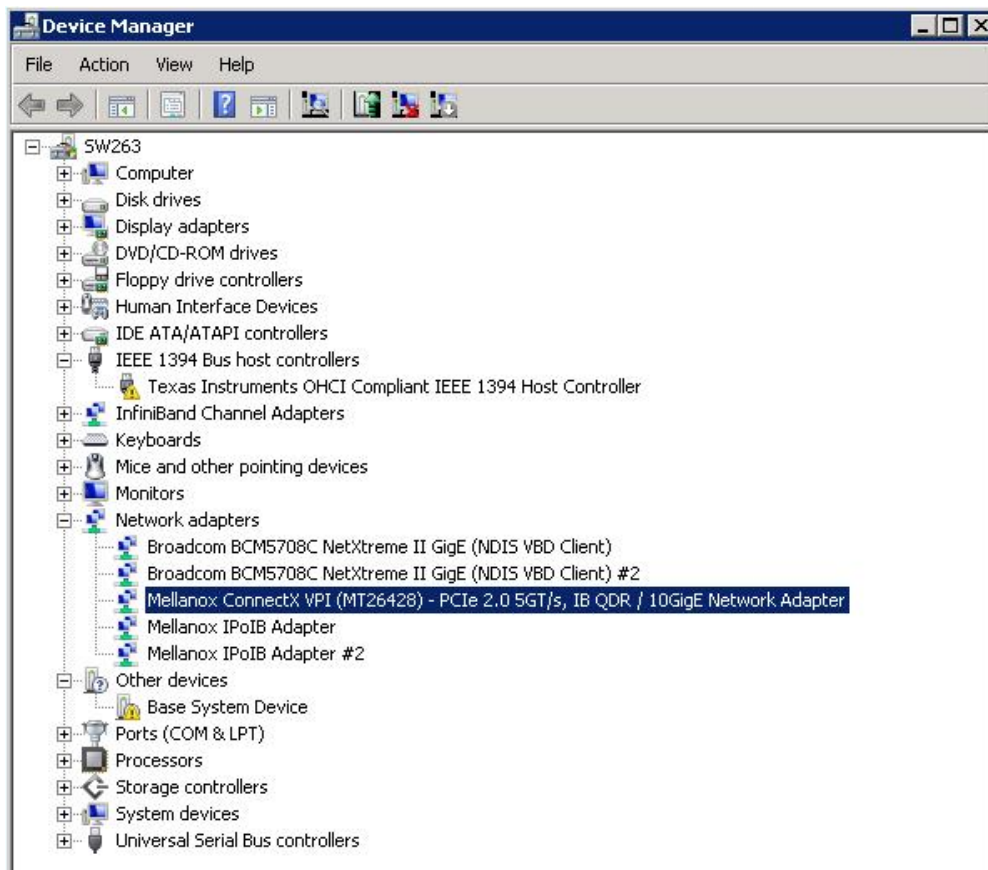 Device Manager
File Action View Help
SW263
Computer
Disk drives
Display adapters
DVD/CD-ROM drives
Floppy drive controllers
Human Interface Devices
IDE ATA/ATAPI controllers
IEEE 1394 Bus host controllers
Texas Instruments OHCI Compliant IEEE 1394 Host Controller
InfiniBand Channel Adapters
Keyboards
Mice and other pointing devices
Monitors
Network adapters
Broadcom BCM5708C NetXtreme II GigE (NDIS VBD Client)
Broadcom BCM5708C NetXtreme II GigE (NDIS VBD Client) #2
Mellanox ConnectX VPI (MT26428) - PCIe 2.0 5GT/s, IB QDR / 10GigE Network Adapter
Mellanox IPoIB Adapter
Mellanox IPoIB Adapter #2
Other devices
Base System Device
Ports (COM & LPT)
Processors
Storage controllers
System devices
Universal Serial Bus controllers